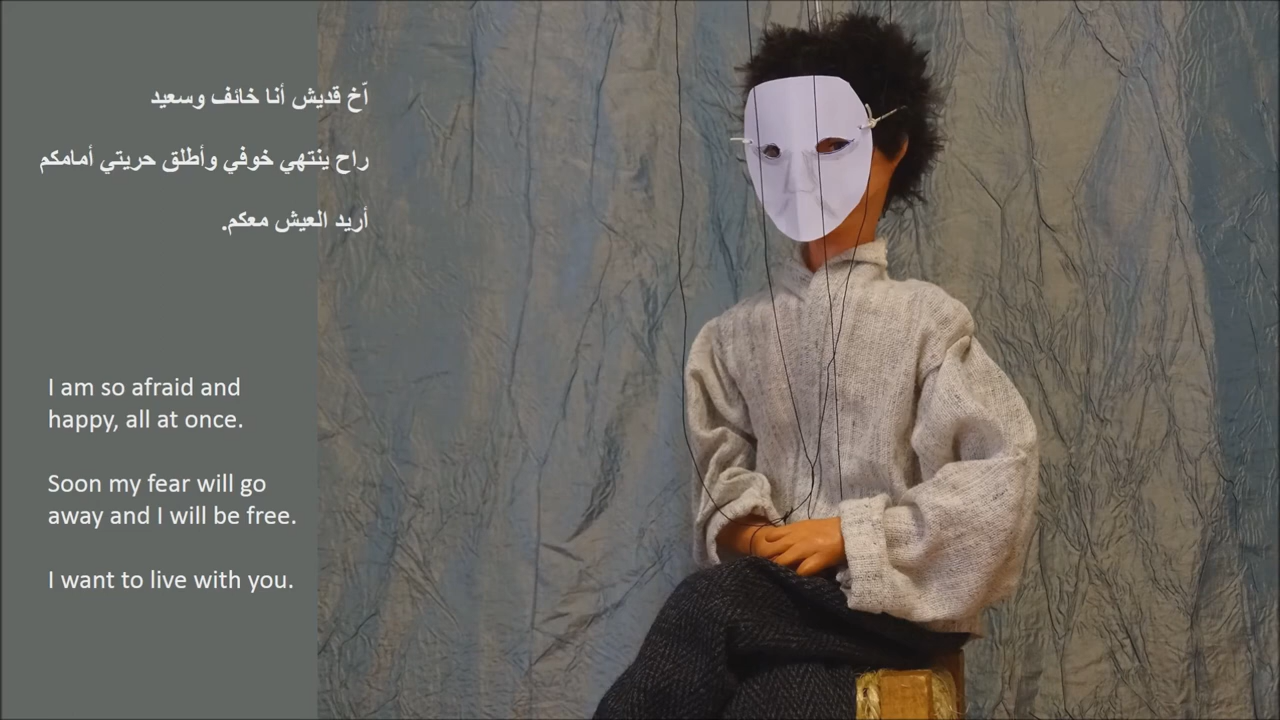 آخ قديش أنا خائف وسعيد
راح ينتهي خوفي وأطلق حريتي أمامكم
أريد العيش معكم.
I am so afraid and
happy, all at once.
Soon my fear will go
away and I will be free.
I want to live with you.